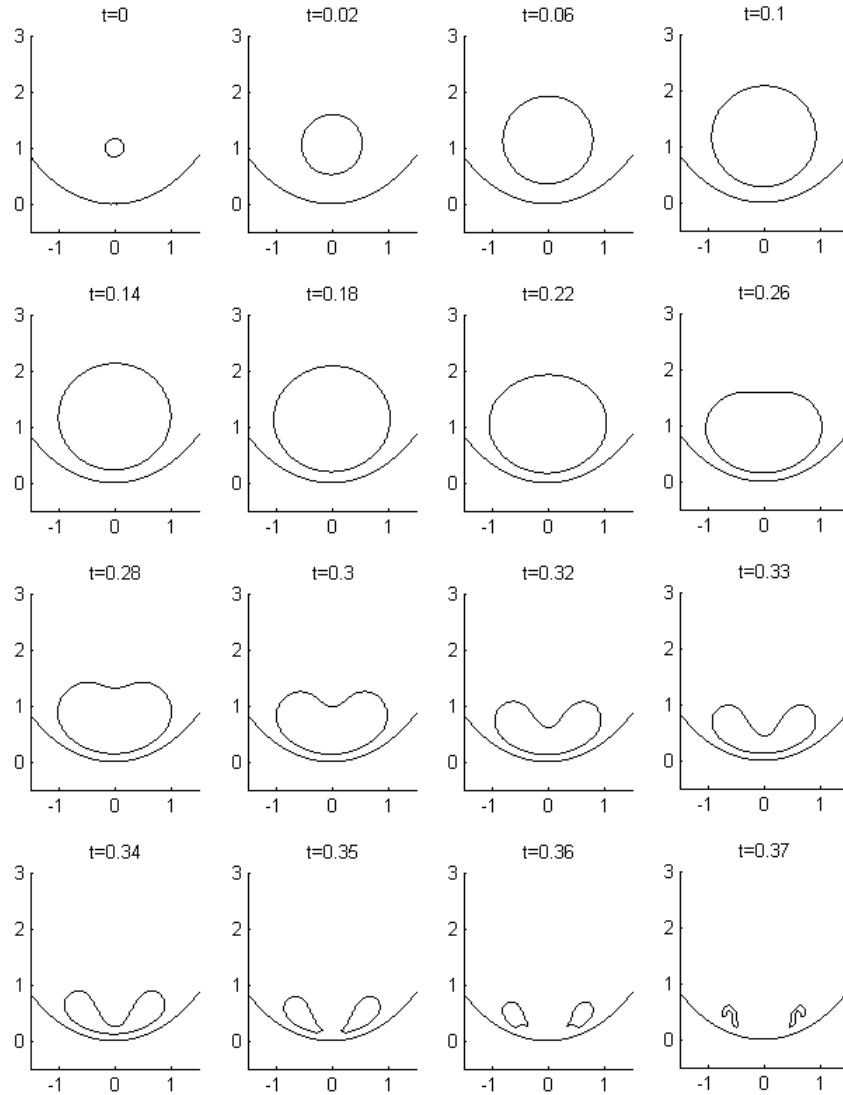 t=0 t=0.02 t=0.06 t=0.1
3 3 3 3
2 2 2 2
1 1 1 1
0 0 0 0
-1 0 1 -1 0 1 -1 0 1 -1 0 1
t=0.14 t=0.18 t=0.22 t=0.26
3 3 3 3
2 2 2 2
1 1 1 1
0 0 0 0
-1 0 1 -1 0 1 -1 0 1 -1 0 1
t=0.28 t=0.3 t=0.32 t=0.33
3 3 3 3
2 2 2 2
1 1 1 1
0 0 0 0
-1 0 1 -1 0 1 -1 0 1 -1 0 1
t=0.34 t=0.35 t=0.36 t=0.37
3 3 3 3
2 2 2 2
1 1 1 1
0 0 0 0
-1 0 1 -1 0 1 -1 0 1 -1 0 1